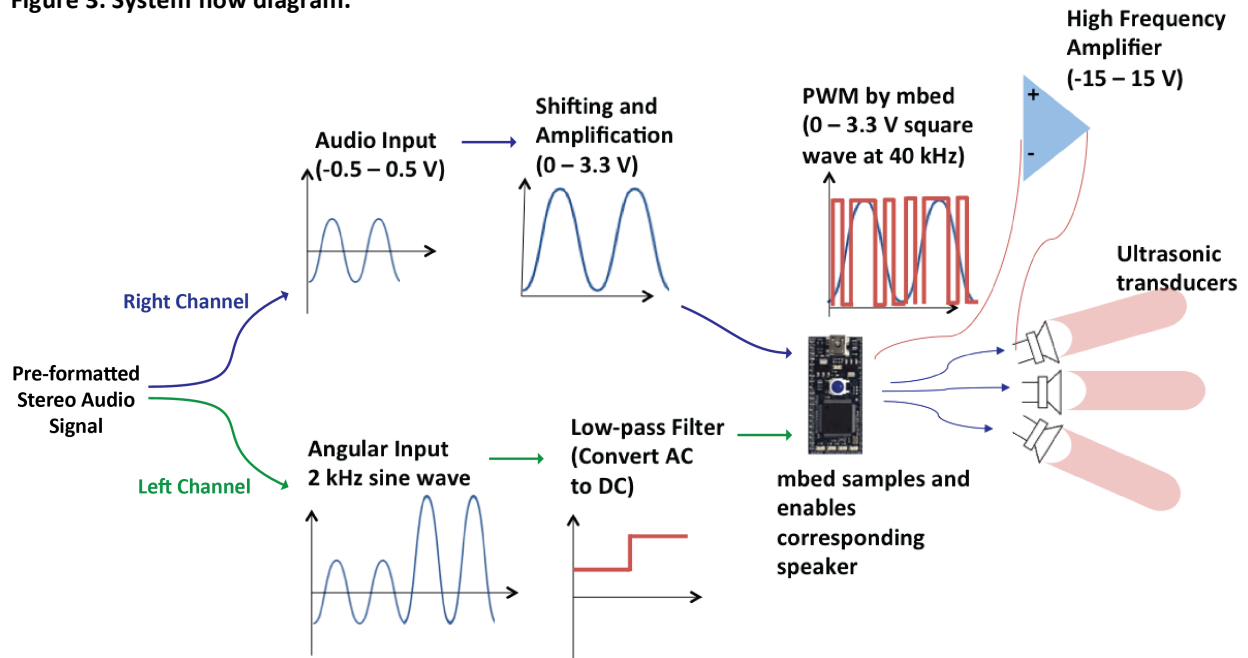 Figure 3. System flow diagram.
High Frequency
Amplifier
(-15 – 15 V)
+
-
Shifting and
Amplification
(0 – 3.3 V)
PWM by mbed
(0 – 3.3 V square
wave at 40 kHz)
Audio Input
(-0.5 – 0.5 V)
Ultrasonic
transducers
Right Channel
Pre-formatted
Stereo Audio
Signal
Left Channel
Angular Input
2 kHz sine wave
Low-pass Filter
(Convert AC
to DC)
mbed samples and
enables
corresponding
speaker